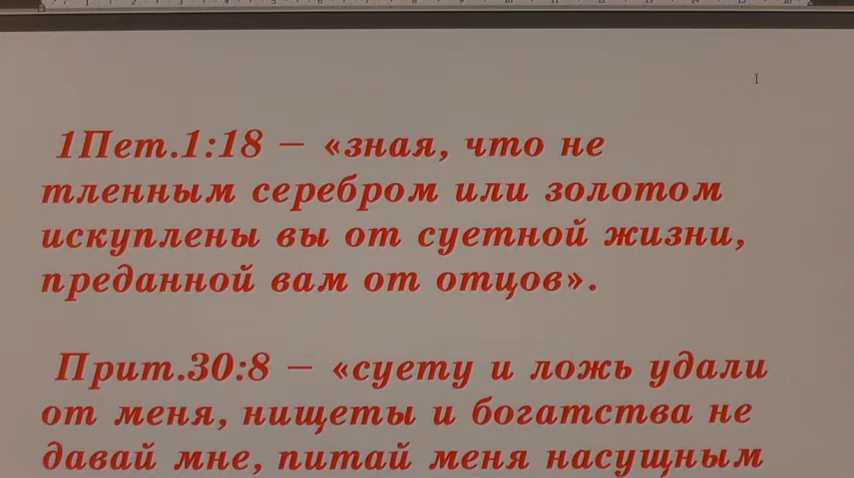 1
1Пет.1:18 – «зная, что не
тленным серебром или золотом
искуплены вы от суетной жизни,
преданной вам от отцов».
Прит.30:8 – «суету и ложь удали
от меня, нищеты и богатства не
давай мне, питай меня насущным